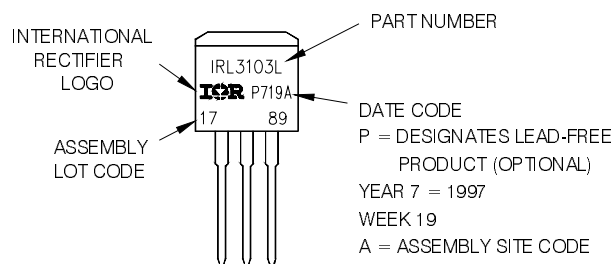 INTERNATIONAL
RECTIFIER
LOGO
ASSEMBLY
LOT CODE
IRL3103L
IOR P719A
17 89
PART NUMBER
DATE CODE
P = DESIGNATES LEAD-FREE
PRODUCT (OPTIONAL)
YEAR 7 = 1997
WEEK 19
A = ASSEMBLY SITE CODE